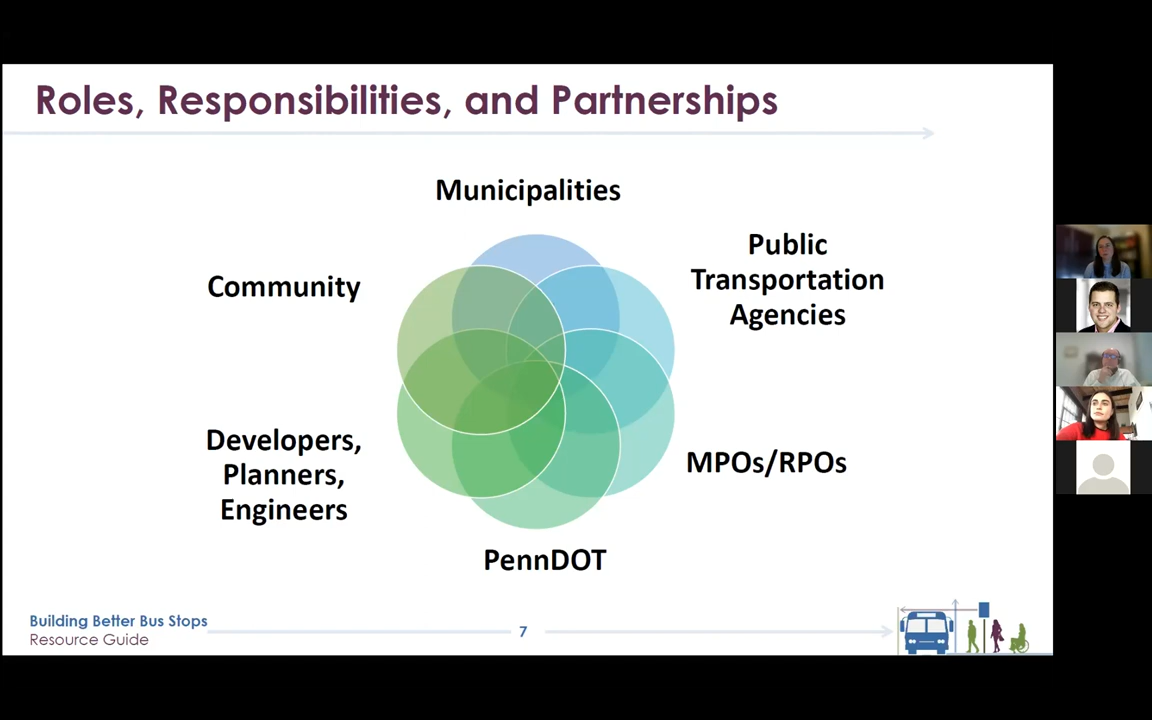 Roles, Responsibilities, and Partnerships
Municipalities
Public
Transportation
Agencies
Community
MPOs/RPOs
Developers,
Planners,
Engineers
PennDOT
Building Better Bus Stops
Resource Guide
7